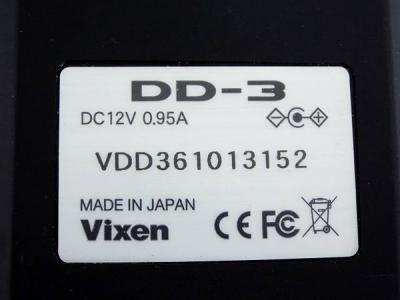 DD-3
DC12V 0.95A
VDD361013152
MADE IN JAPAN
Vixen CE FC